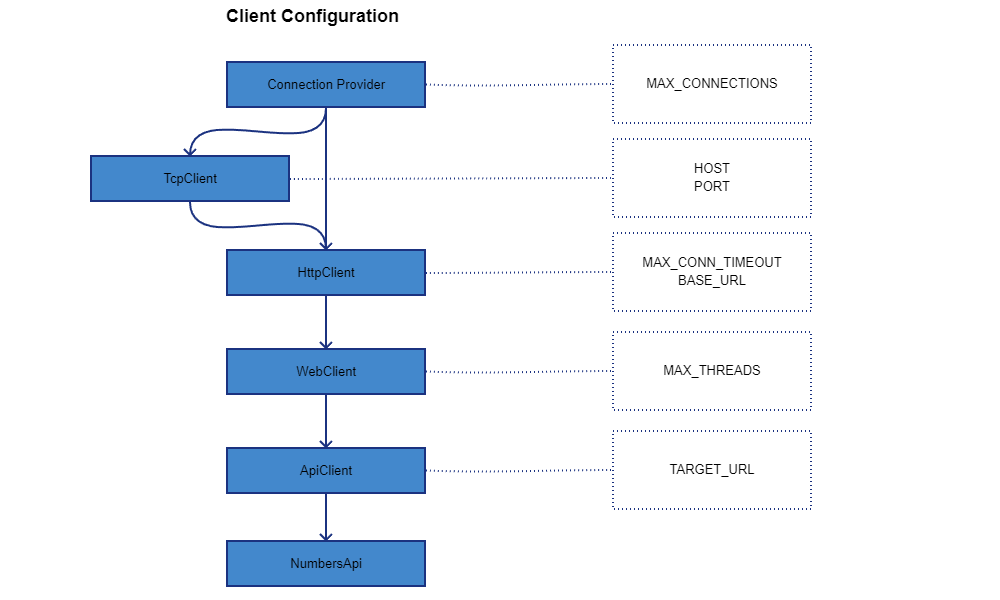 Client Configuration
Connection Provider
MAX_CONNECTIONS
TcpClient
HOST
PORT
HttpClient
MAX_CONN_TIMEOUT
BASE_URL
WebClient
MAX_THREADS
ApiClient
TARGET_URL
NumbersApi